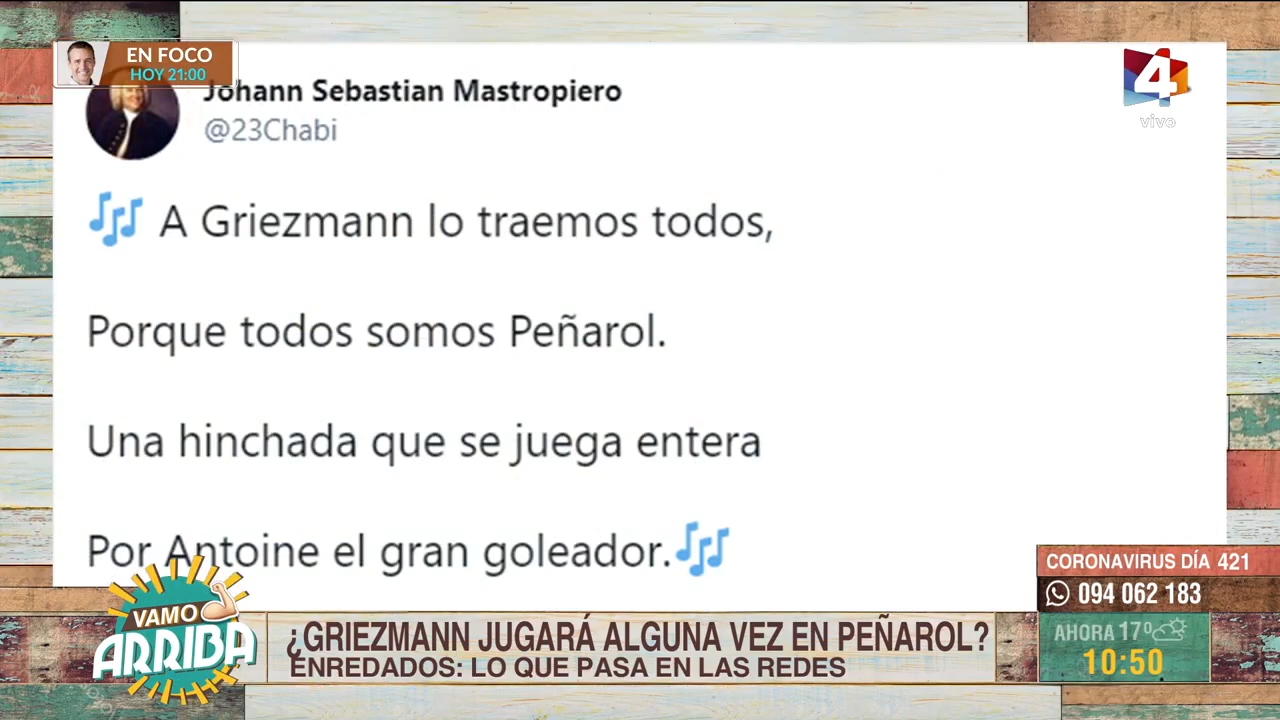 EN FOCO
HOY 21:00
Johann Sebastian Mastropiero
@23Chabi
4
vivo
A Griezmann lo traemos todos,
Porque todos somos Peñarol.
Una hinchada que se juega entera
Por Antoine el gran goleador.
CORONAVIRUS DÍA 421
094 062 183
VAMO
ARRIBA
¿GRIEZMANN JUGARÁ ALGUNA VEZ EN PEÑAROL?
ENREDADOS: LO QUE PASA EN LAS REDES
AHORA 17º
10:50